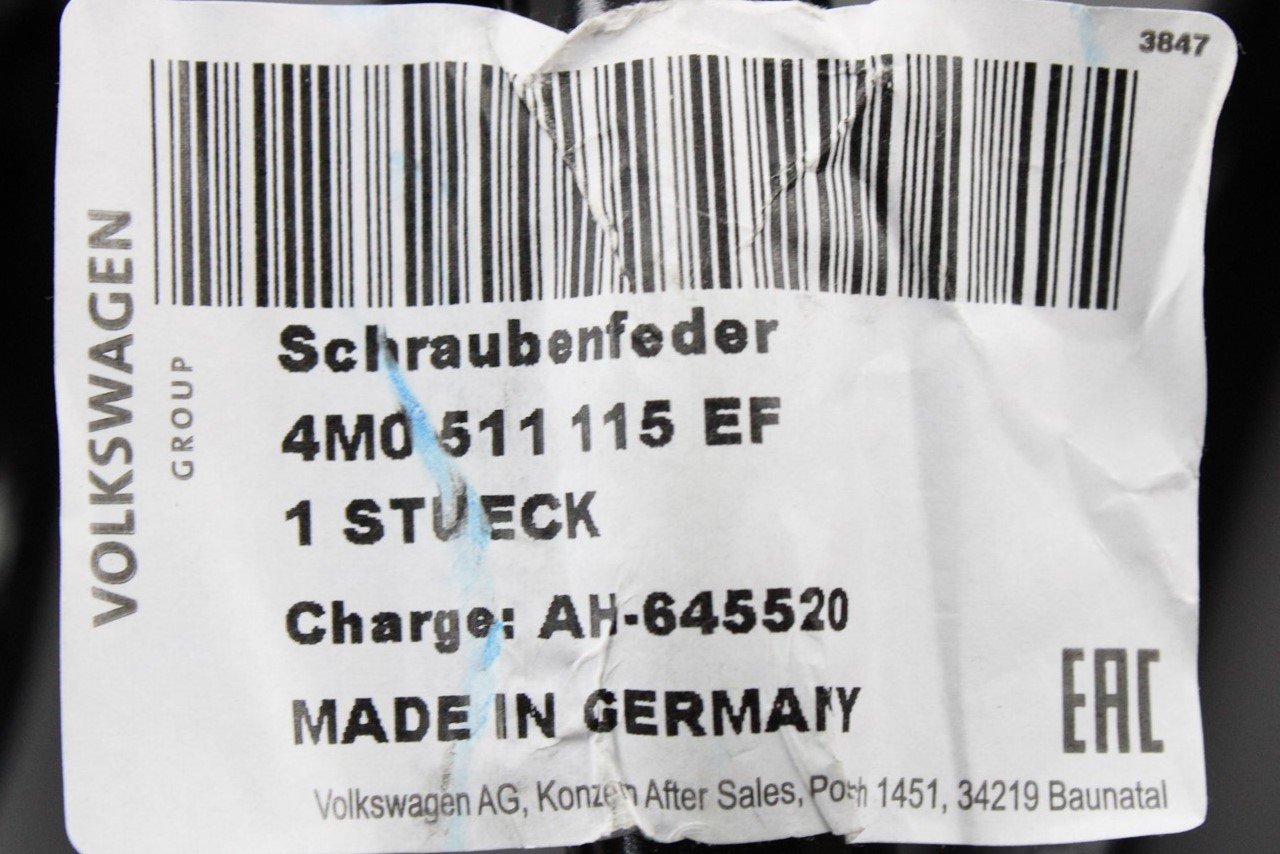 3847
VOLKSWAGEN
GROUP
Schraubenfeder
4M0 511 115 EF
1 STUECK
Charge: AH-645520
MADE IN GERMANY
EAC
Volkswagen AG, Konzern After Sales, Postfach 1451, 34219 Baunatal